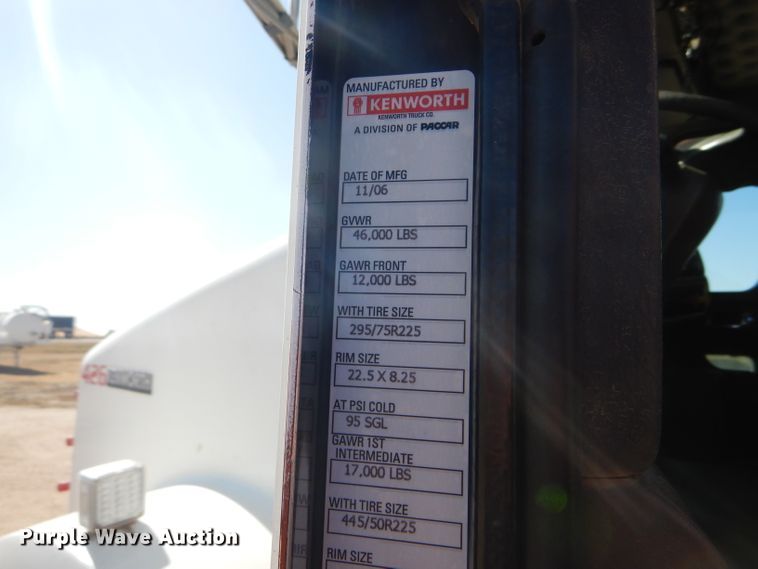 MANUFACTURED BY
KENWORTH
KENWORTH TRUCK CO.
A DIVISION OF PACCAR
DATE OF MFG
11/06
GVWR
46,000 LBS
GAWR FRONT
12,000 LBS
WITH TIRE SIZE
295/75R225
RIM SIZE
22.5 X 8.25
AT PSI COLD
95 SGL
GAWR 1ST
INTERMEDIATE
17,000 LBS
WITH TIRE SIZE
445/50R225
RIM SIZE
426
Purple Wave Auction